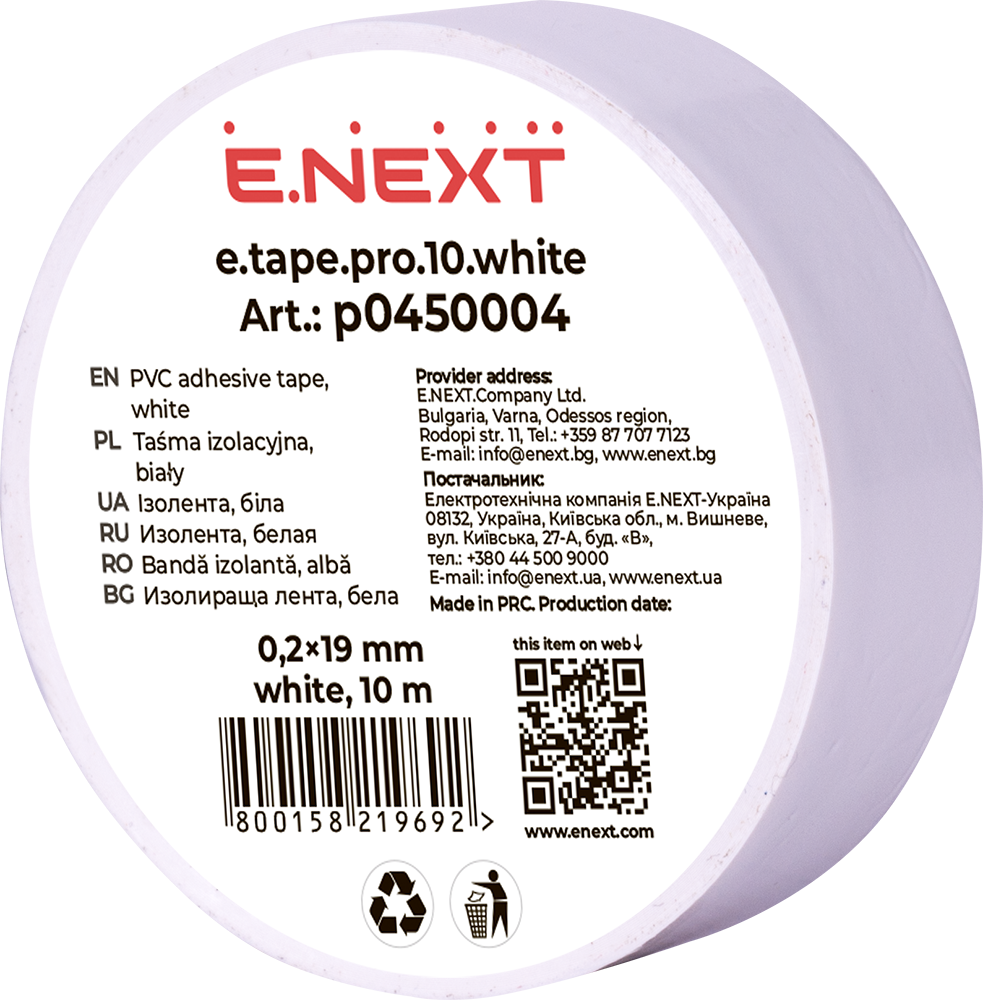 E.NEXT
e.tape.pro.10.white
Art.: p0450004
EN PVC adhesive tape,
white
PL Taśma izolacyjna,
biały
UA Ізолента, біла
RU Изолента, белая
RO Bandă izolantă, albă
BG Изолираща лента, бела
Provider address:
E.NEXT.Company Ltd.
Bulgaria, Varna, Odessos region,
Rodopi str. 11, Tel.: +359 87 707 7123
E-mail: info@enext.bg, www.enext.bg
Постачальник:
Електротехнічна компанія E.NEXT-Україна
08132, Україна, Київська обл., м. Вишневе,
вул. Київська, 27-А, буд. «В»,
тел.: +380 44 500 9000
E-mail: info@enext.ua, www.enext.ua
Made in PRC. Production date:
0,2×19 mm
white, 10 m
800158 219692 >
this item on web↓
www.enext.com